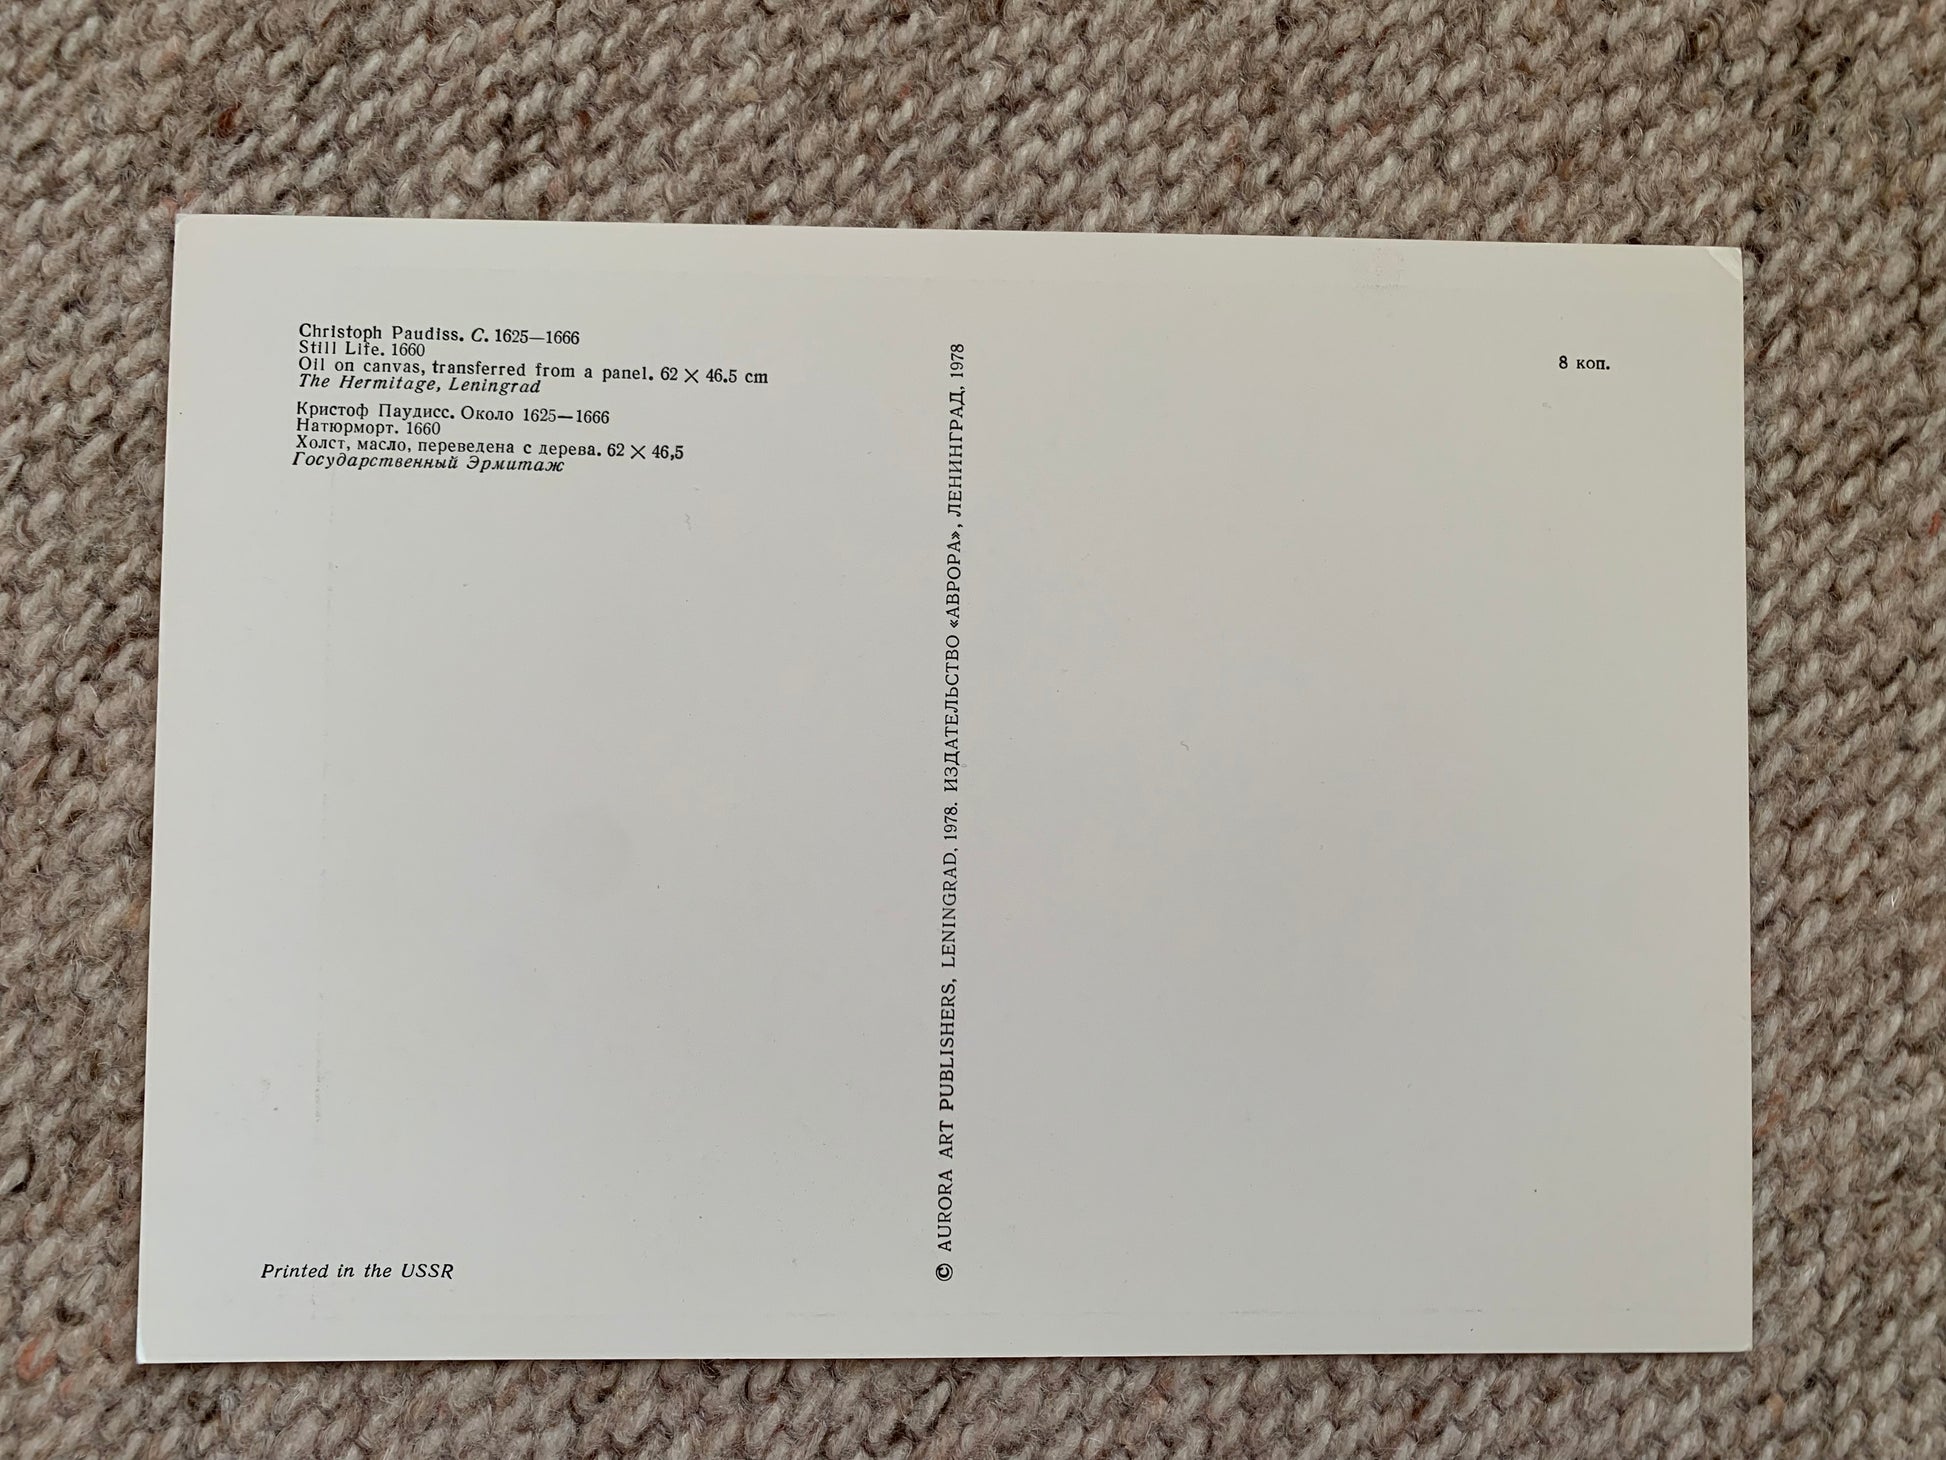 Christoph Paudiss. C. 1625—1666
Still Life. 1660
Oil on canvas, transferred from a panel. 62 × 46.5 cm
The Hermitage, Leningrad
Кристоф Паудисс. Около 1625—1666
Натюрморт. 1660
Холст, масло, переведена с дерева. 62 × 46,5
Государственный Эрмитаж
Printed in the USSR
© AURORA ART PUBLISHERS, LENINGRAD, 1978. ИЗДАТЕЛЬСТВО «АВРОРА», ЛЕНИНГРАД, 1978
8 коп.